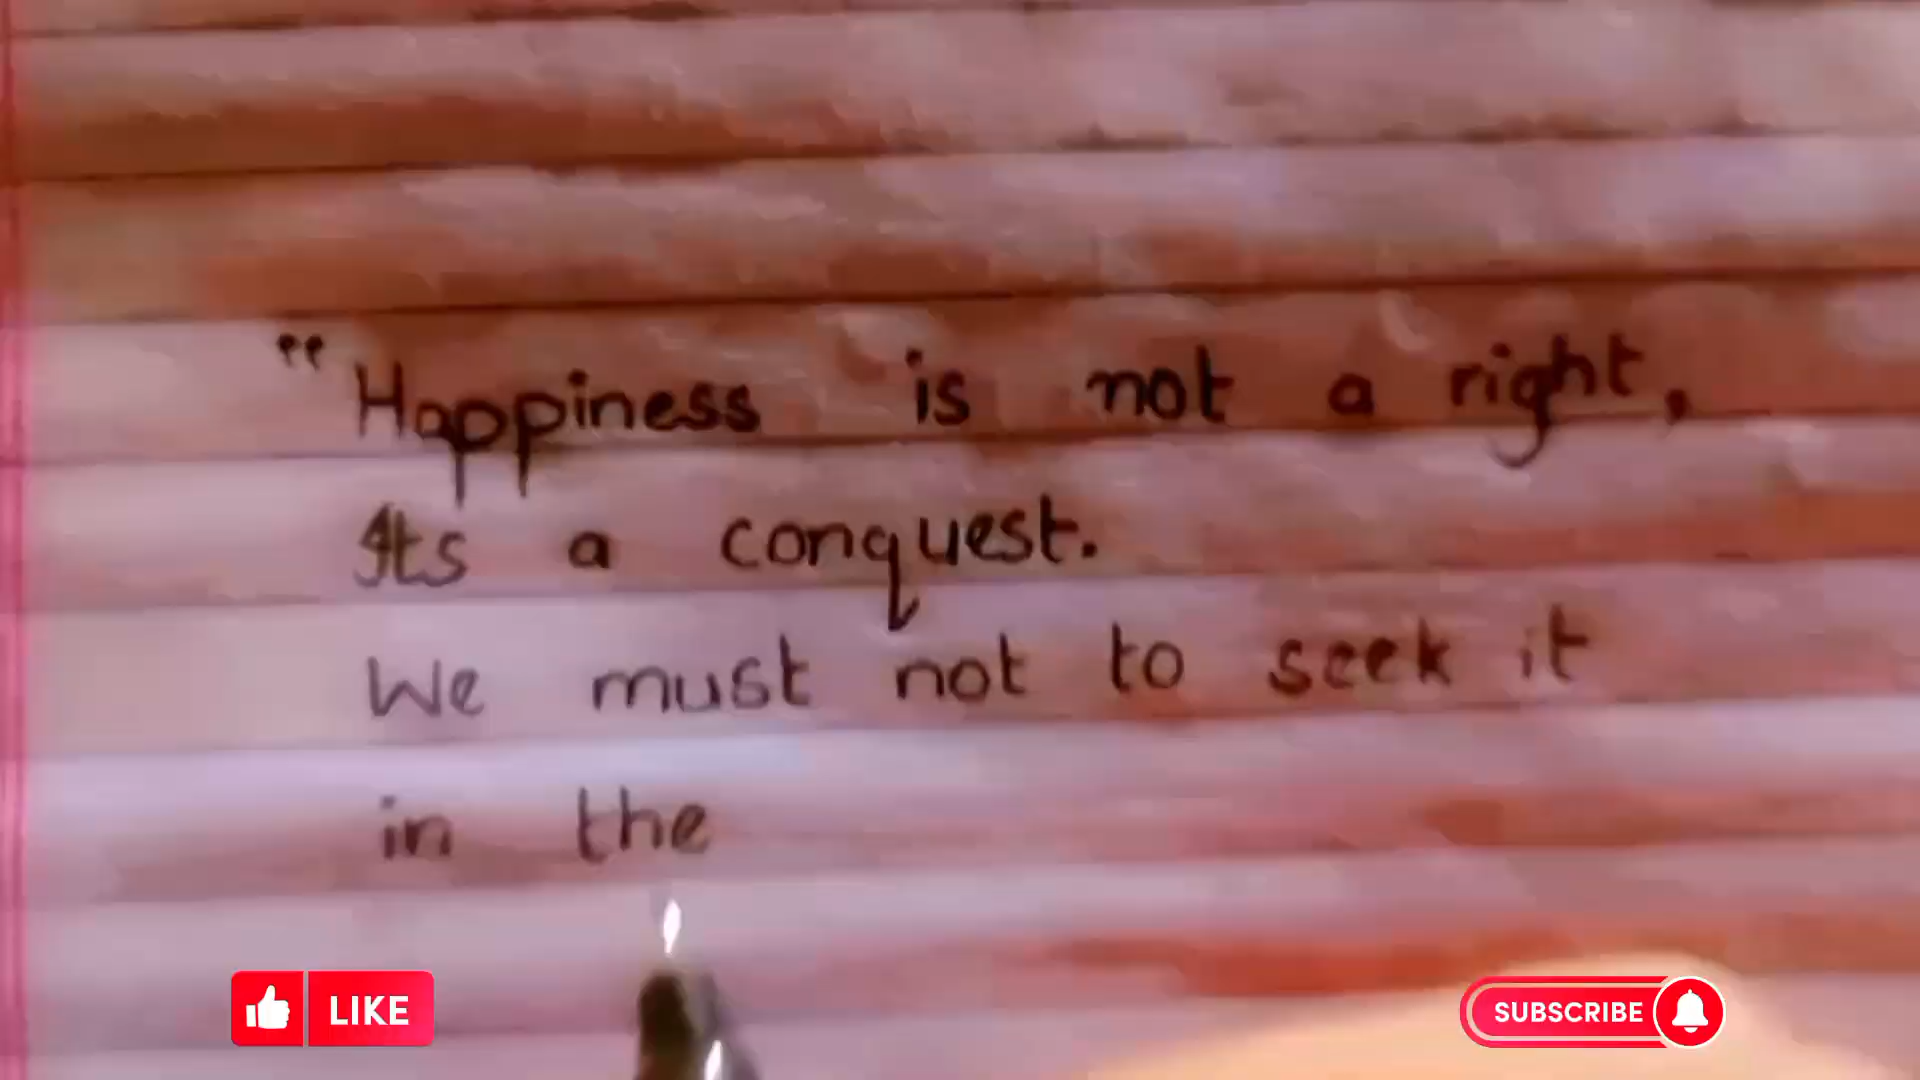 "Happiness is not a right,
Its a conquest.
We must not to seek it
in the
LIKE
SUBSCRIBE